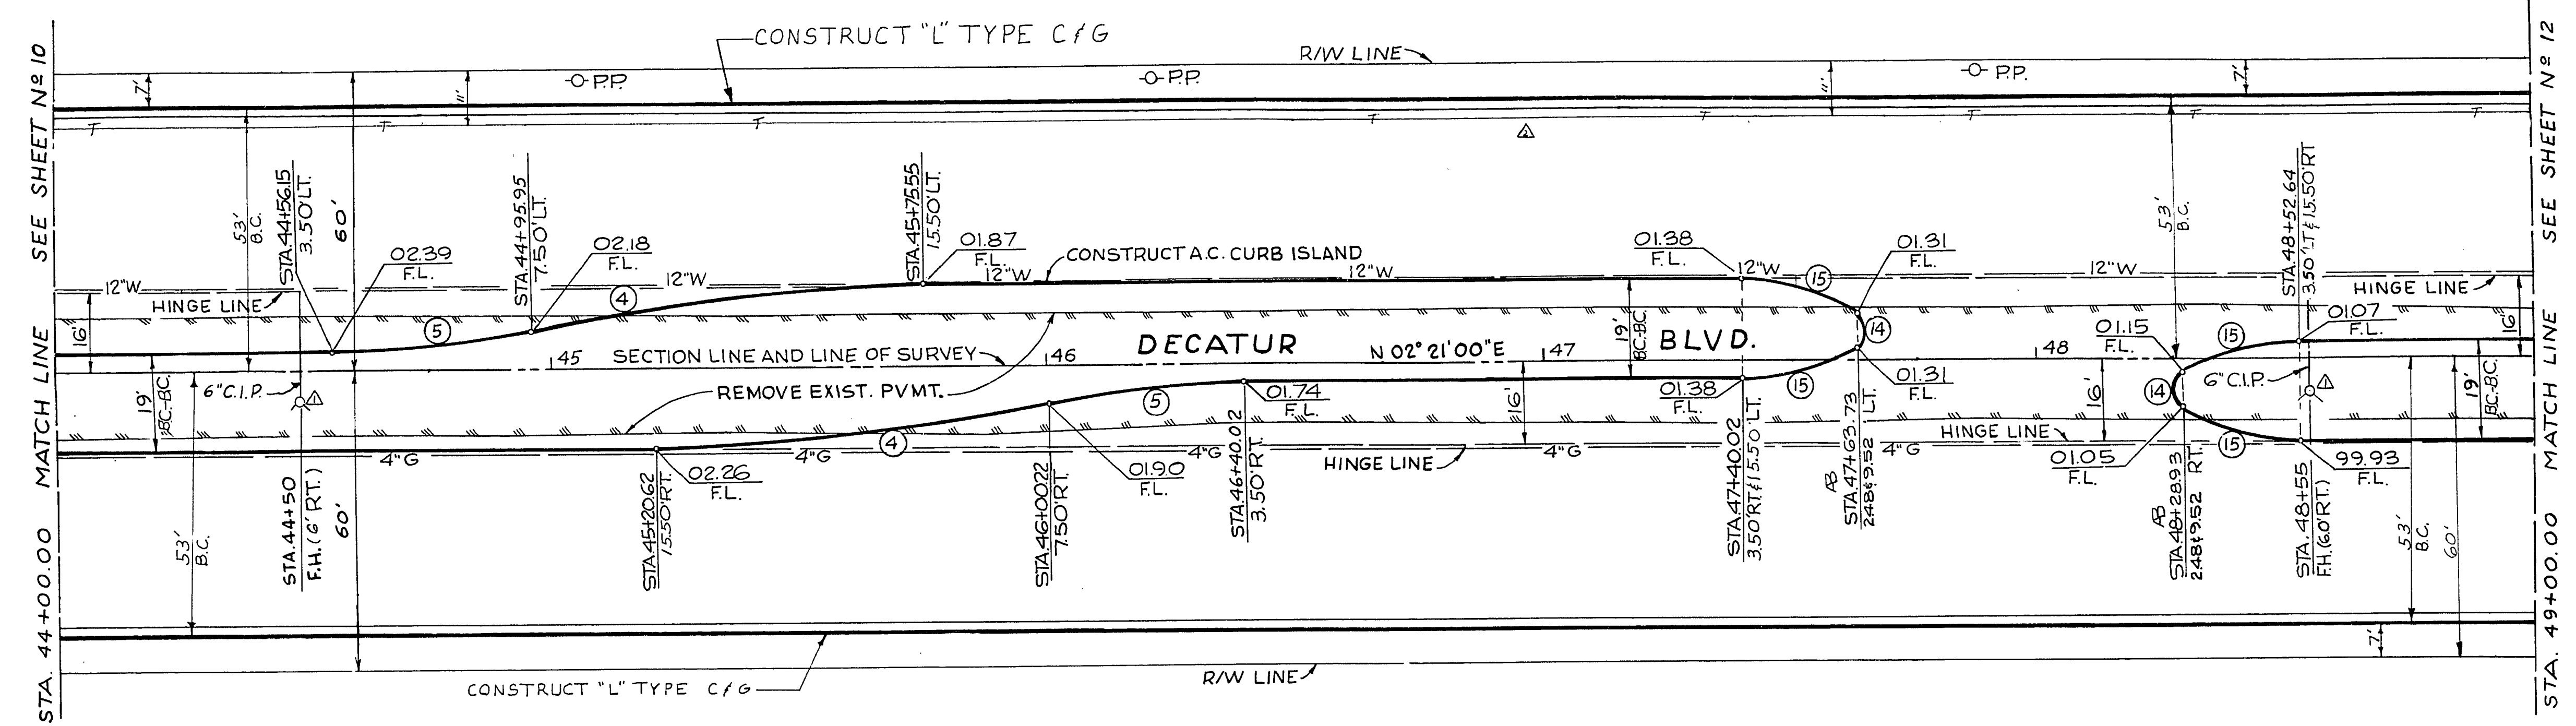 CONSTRUCT "L" TYPE C & G
R/W LINE
P.P.
P.P.
P.P.
7'
11'
11'
7'
T T T T T T T T
2
SEE SHEET Nº 10
MATCH LINE
STA. 44+00.00
SEE SHEET Nº 12
MATCH LINE
STA. 49+00.00
53'
B.C.
STA. 44+56.15
3.50' LT.
60'
02.39
F.L.
STA. 44+95.95
7.50' LT.
02.18
F.L.
STA. 45+75.55
15.50' LT.
01.87
F.L.
CONSTRUCT A.C. CURB ISLAND
01.38
F.L.
01.31
F.L.
53'
B.C.
STA. 48+52.64
3.50' LT & 15.50' RT
01.07
F.L.
12"W
12"W
12"W
12"W
12"W
12"W
HINGE LINE
HINGE LINE
16'
5
4
15
14
15
16'
01.15
F.L.
45
SECTION LINE AND LINE OF SURVEY
46
DECATUR
N 02° 21' 00" E
47
BLVD.
48
19'
B.C.-B.C.
6" C.I.P.
1
REMOVE EXIST. PVMT.
19'
B.C.-B.C.
5
01.74
F.L.
16'
01.38
F.L.
15
01.31
F.L.
16'
14
6" C.I.P.
1
19'
B.C.-B.C.
4
15
4"G
4"G
4"G
4"G
4"G
HINGE LINE
HINGE LINE
02.26
F.L.
01.90
F.L.
01.05
F.L.
99.93
F.L.
53'
B.C.
STA. 44+50
F.H. (6' RT.)
60'
STA. 45+20.62
15.50' RT.
STA. 46+00.22
7.50' RT.
STA. 46+40.02
3.50' RT.
STA. 47+40.02
3.50' RT. & 15.50' LT.
AB
STA. 47+63.73
2.48 & 9.52 LT.
AB
STA. 48+28.93
2.48 & 9.52 RT.
STA. 48+55
F.H. (6.0' RT.)
53'
B.C.
60'
7'
CONSTRUCT "L" TYPE C & G
R/W LINE